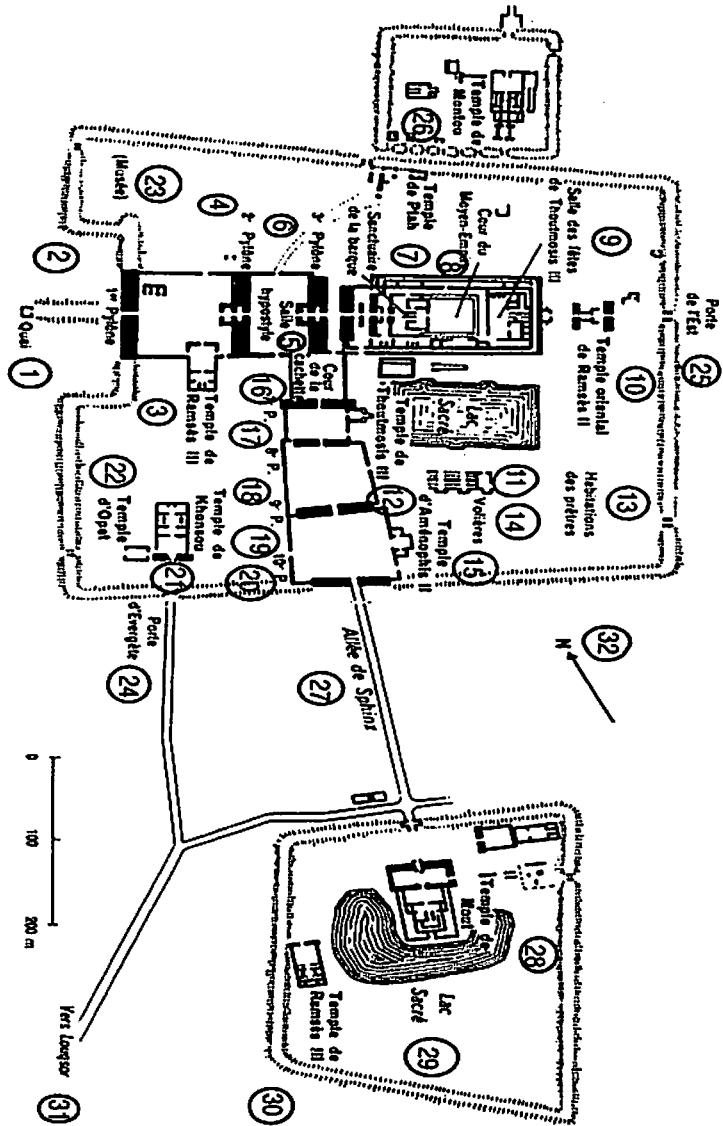 Temple de
Montou
26
Porte
de l'Est
25
Salle des fêtes
de Thoutmosis III
9
Cour du
Moyen-Emp.
8
Temple
de Ptah
7
Sanctuaire
de la barque
3e Pylône
6
2e Pylône
4
(Musée)
23
2
E
1er Pylône
Quai
1
Temple oriental
de Ramsès II
10
Lac
Sacré
Salle
hypostyle
5
Cour
de la
cachette
Temple de
Ramsès III
3
Temple de
Thoutmosis III
16
7e P.
17
8e P.
18
9e P.
19
10e P.
20
11
Volières
14
12
Habitations
des prêtres
13
Temple
d'Aménophis II
15
Temple de
Khonsou
21
22
Temple
d'Opet
Porte
d'Evergète
24
Allée de Sphinx
27
N
32
Temple de
Mout
28
Lac
Sacré
29
Temple de
Ramsès III
30
0
100
200 m
Vers Louqsor
31